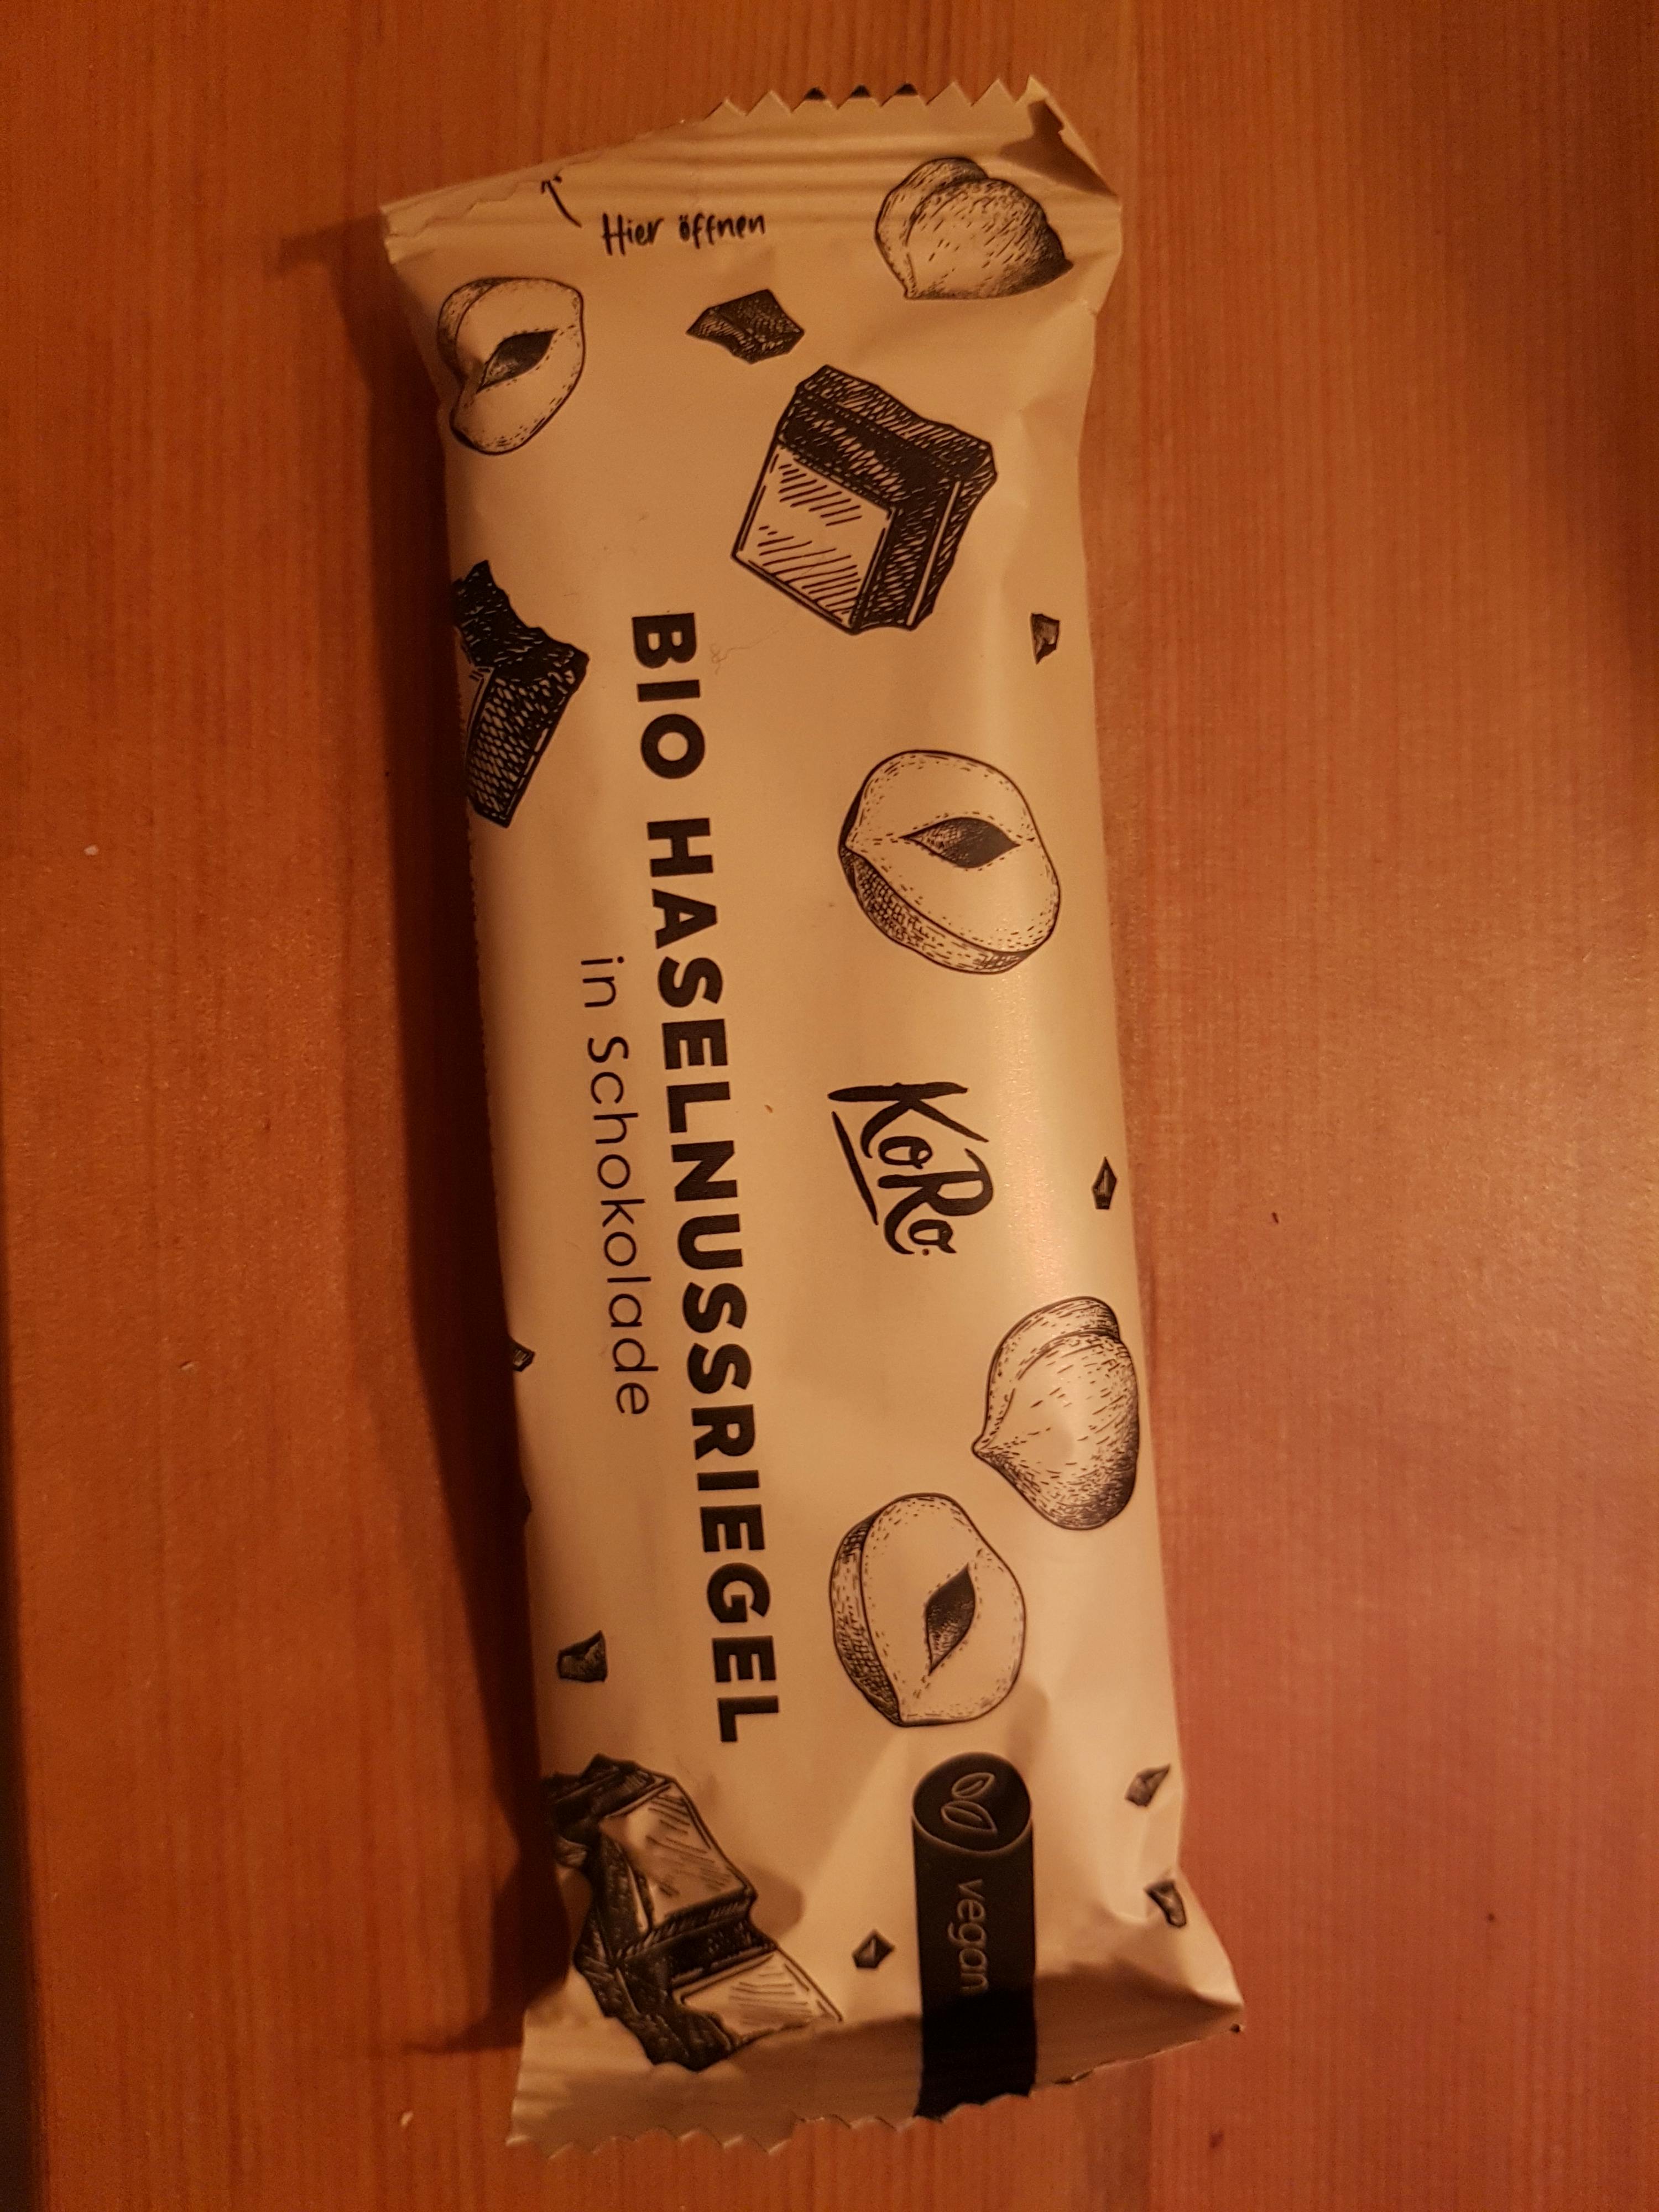 Hier öffnen
KoRo
BIO HASELNUSSRIEGEL
in Schokolade
vegan